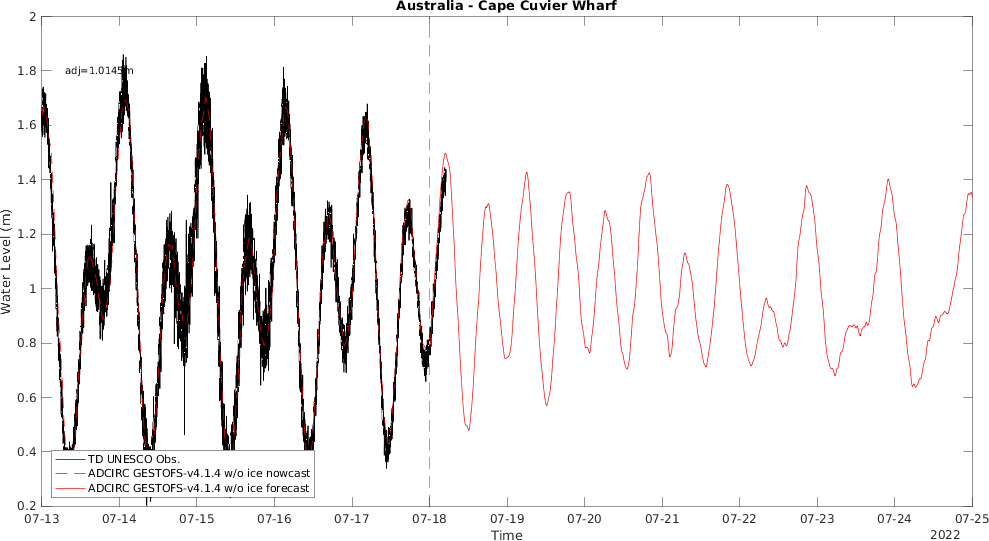 Australia - Cape Cuvier Wharf
2
1.8
1.6
1.4
1.2
1
0.8
0.6
0.4
0.2
Water Level (m)
adj=1.0145m
TD UNESCO Obs.
ADCIRC GESTOFS-v4.1.4 w/o ice nowcast
ADCIRC GESTOFS-v4.1.4 w/o ice forecast
07-13 07-14 07-15 07-16 07-17 07-18 07-19 07-20 07-21 07-22 07-23 07-24 07-25
Time
2022